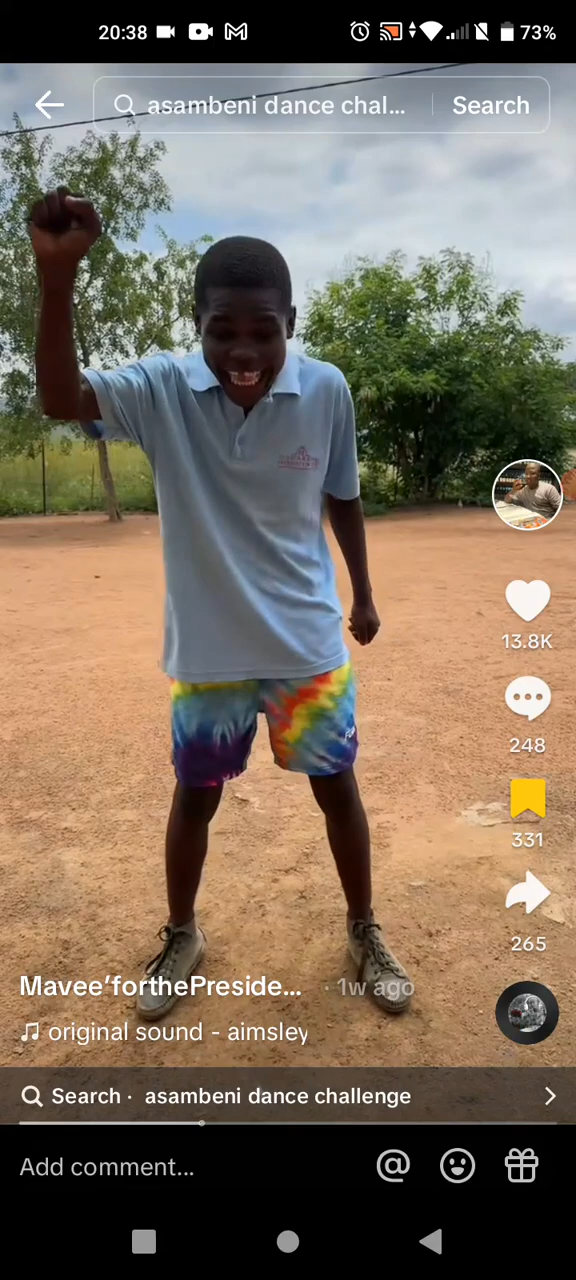 20:38
73%
asambeni dance chal...
Search
13.8K
248
331
265
Mavee’forthePreside... · 1w ago
original sound - aimsley
Search · asambeni dance challenge
Add comment...